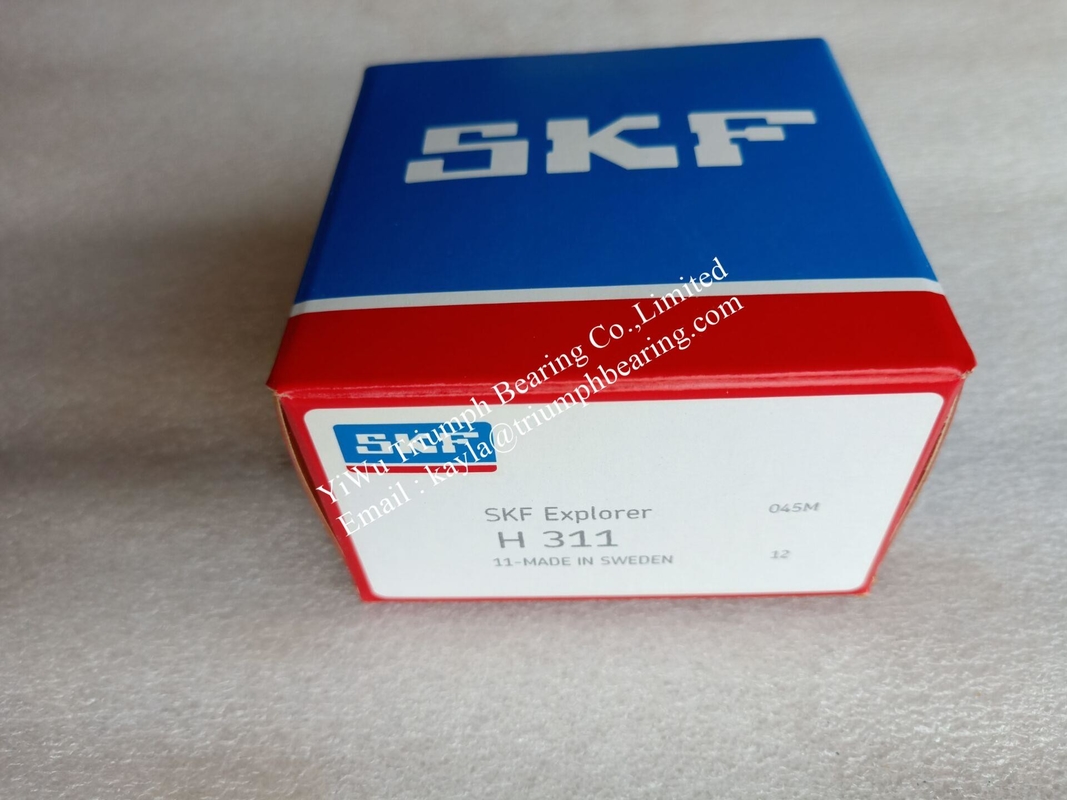 SKF
YiWu Triumph Bearing Co.,Limited
Email : kayla@triumphbearing.com
SKF
SKF Explorer
045M
H 311
11-MADE IN SWEDEN
12